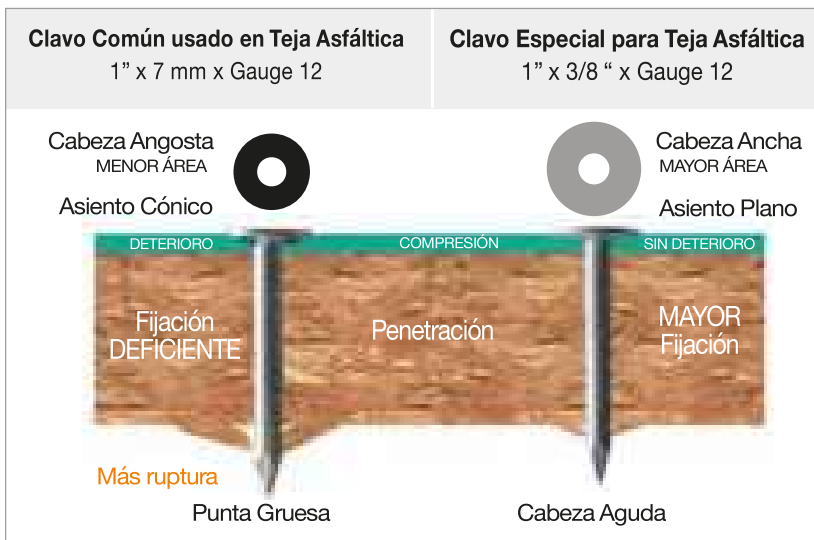 Clavo Común usado en Teja Asfáltica
1” x 7 mm x Gauge 12
Clavo Especial para Teja Asfáltica
1” x 3/8 “ x Gauge 12
Cabeza Angosta
MENOR ÁREA
Asiento Cónico
Cabeza Ancha
MAYOR ÁREA
Asiento Plano
DETERIORO
COMPRESIÓN
SIN DETERIORO
Fijación
DEFICIENTE
Penetración
MAYOR
Fijación
Más ruptura
Punta Gruesa
Cabeza Aguda